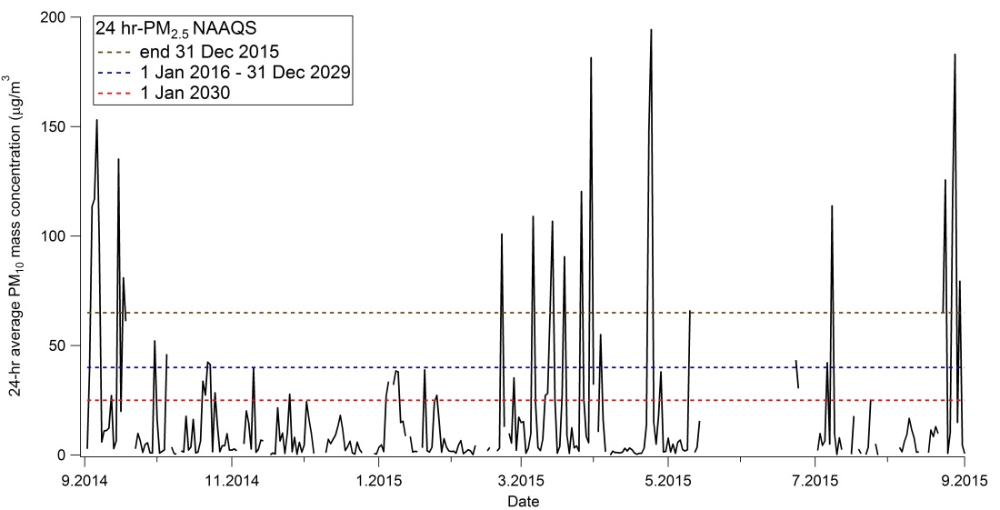 24 hr-PM2.5 NAAQS
end 31 Dec 2015
1 Jan 2016 - 31 Dec 2029
1 Jan 2030
24-hr average PM10 mass concentration (µg/m3
200
150
100
50
0
9.2014 11.2014 1.2015 3.2015 5.2015 7.2015 9.2015
Date